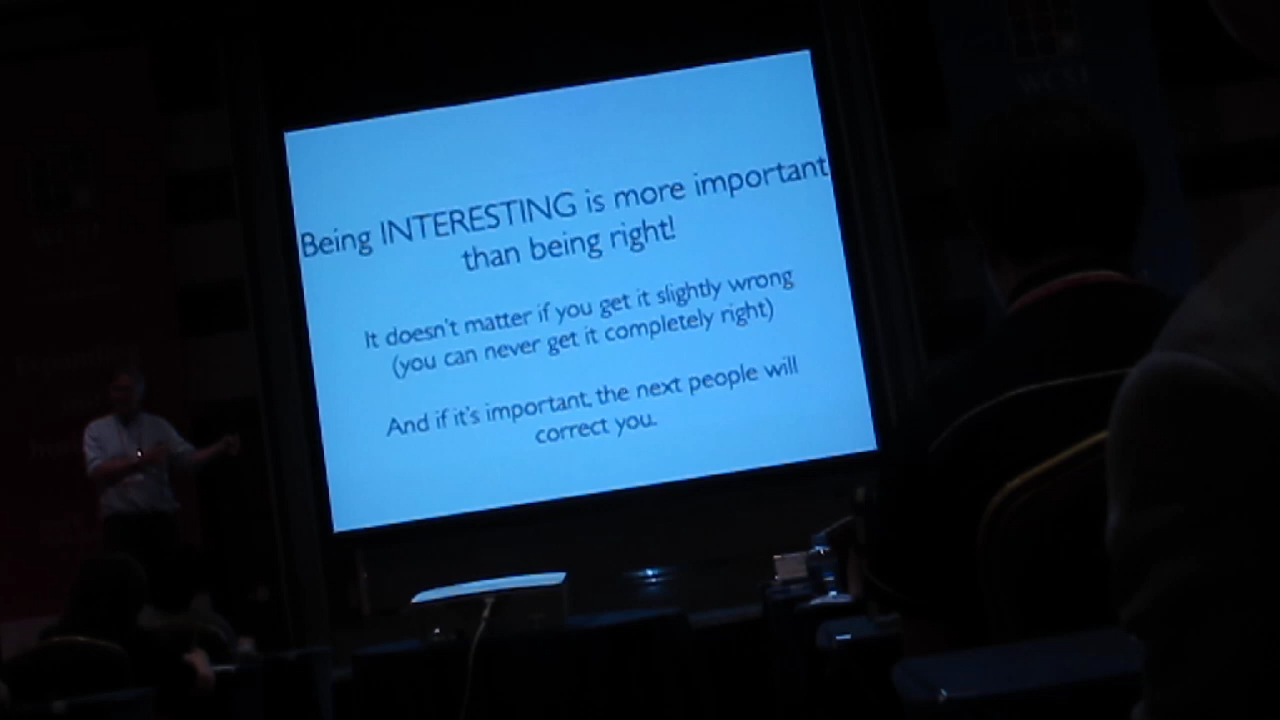 Being INTERESTING is more important
than being right!
It doesn't matter if you get it slightly wrong
(you can never get it completely right)
And if it's important, the next people will
correct you.